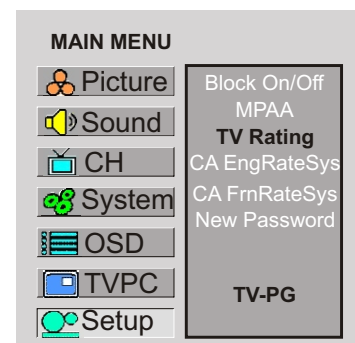 MAIN MENU
Picture
Sound
CH
System
OSD
TVPC
Setup
Block On/Off
MPAA
TV Rating
CA EngRateSys
CA FrnRateSys
New Password
TV-PG